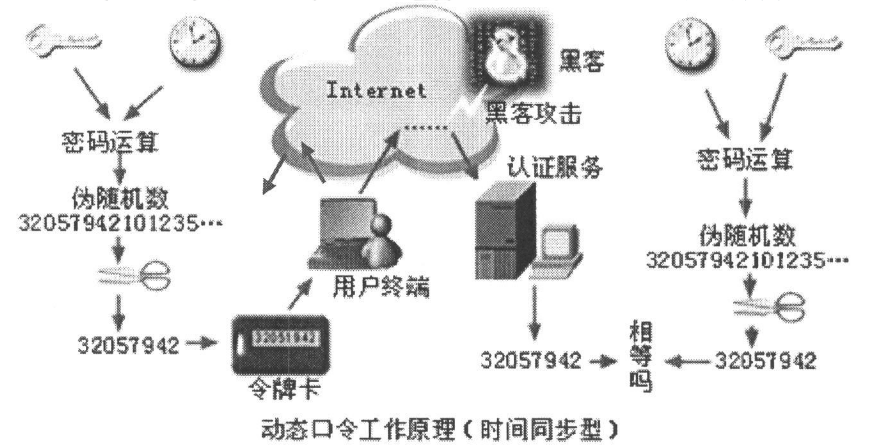 Internet
黑客
黑客攻击
密码运算
伪随机数
32057942101235…
32057942
32051942
令牌卡
用户终端
......
认证服务
32057942
相等吗
密码运算
伪随机数
32057942101235…
32057942
动态口令工作原理(时间同步型)